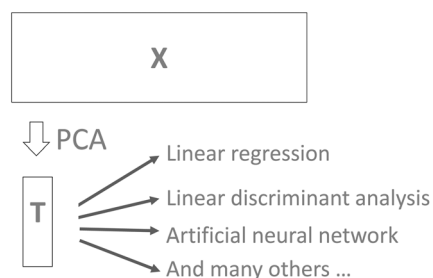 X
PCA
Linear regression
T
Linear discriminant analysis
Artificial neural network
And many others ...